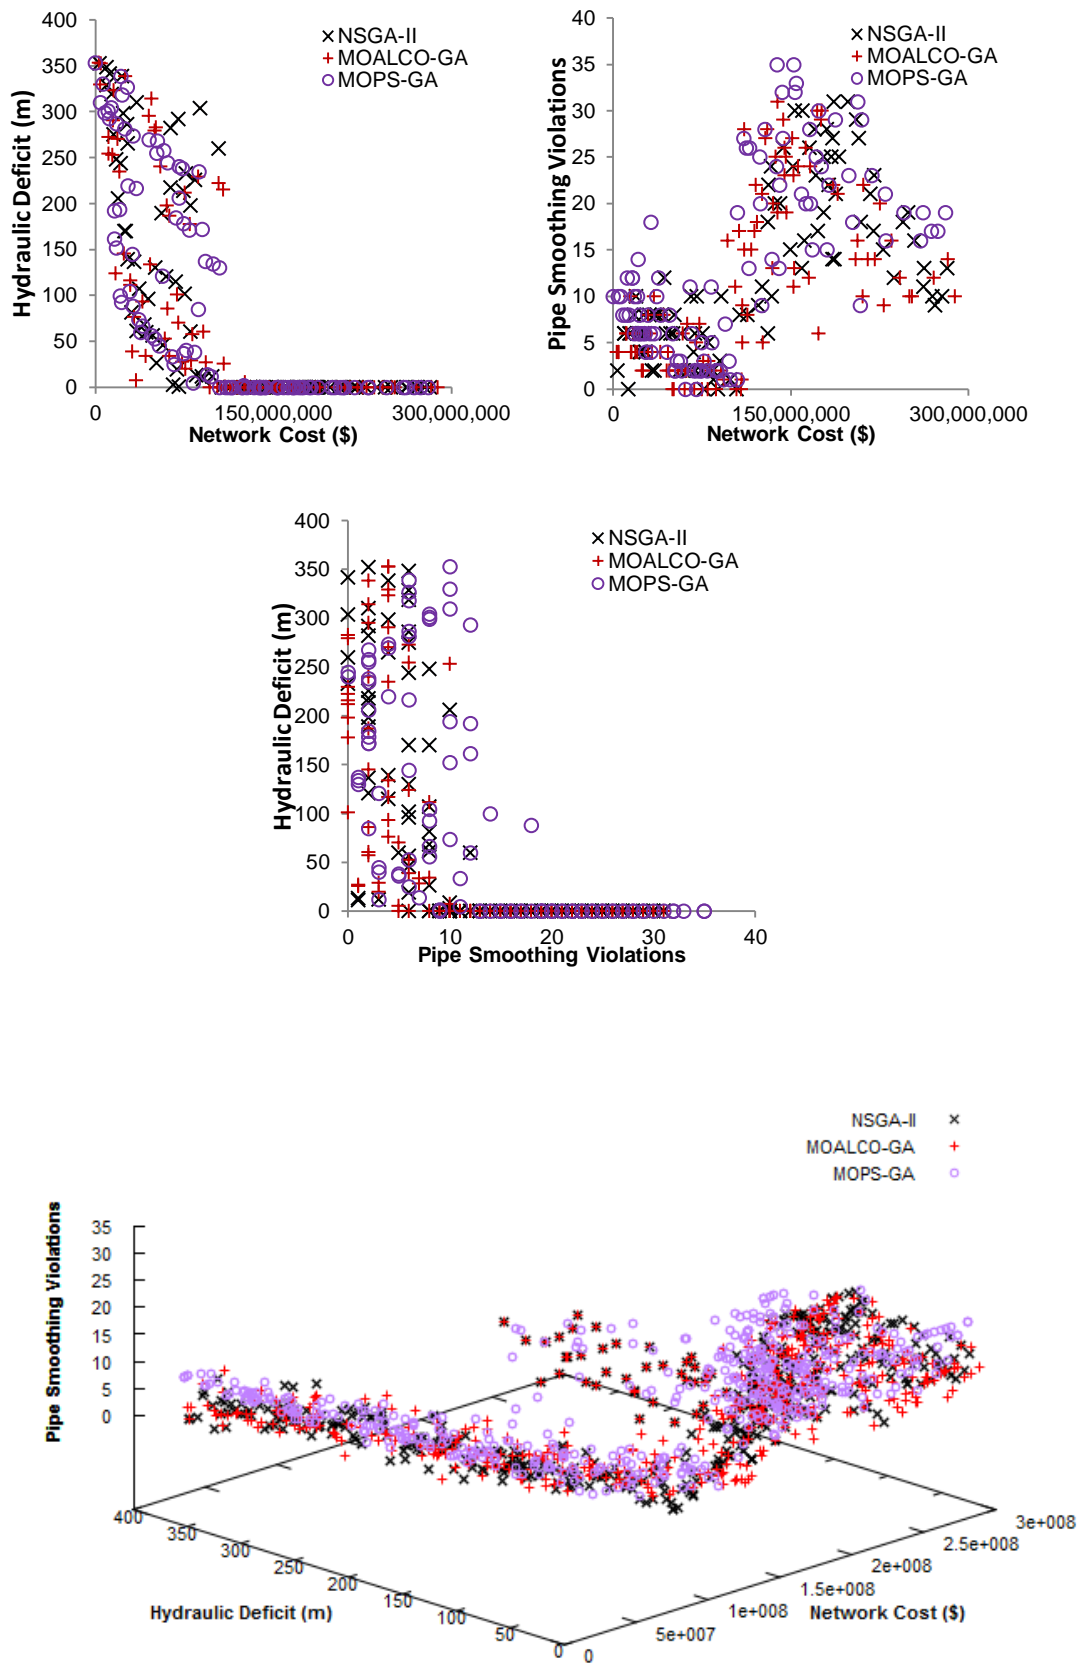 400
350
300
250
200
150
100
50
0
Hydraulic Deficit (m)
0
150,000,000
300,000,000
Network Cost ($)
NSGA-II
MOALCO-GA
MOPS-GA
40
35
30
25
20
15
10
5
0
Pipe Smoothing Violations
0
150,000,000
300,000,000
Network Cost ($)
NSGA-II
MOALCO-GA
MOPS-GA
400
350
300
250
200
150
100
50
0
Hydraulic Deficit (m)
0
10
20
30
40
Pipe Smoothing Violations
NSGA-II
MOALCO-GA
MOPS-GA
NSGA-II
MOALCO-GA
MOPS-GA
35
30
25
20
15
10
5
0
Pipe Smoothing Violations
400
350
300
250
200
150
100
50
0
Hydraulic Deficit (m)
0
5e+007
1e+008
1.5e+008
2e+008
2.5e+008
3e+008
Network Cost ($)